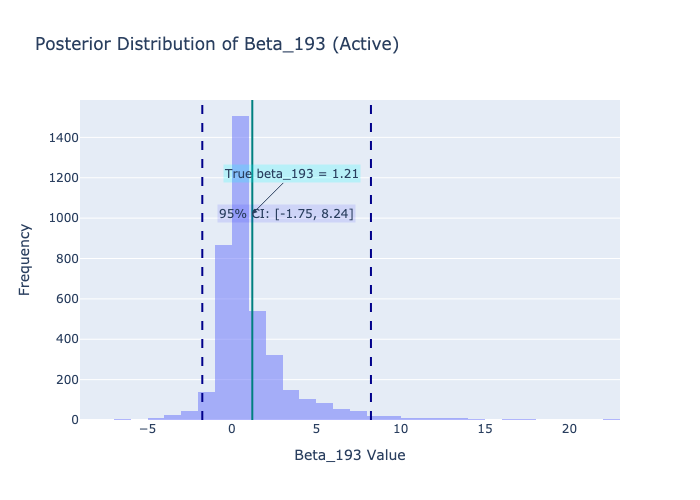 Posterior Distribution of Beta_193 (Active)
1400
1200
1000
800
600
400
200
0
Frequency
True beta_193 = 1.21
95% CI: [-1.75, 8.24]
−5
0
5
10
15
20
Beta_193 Value